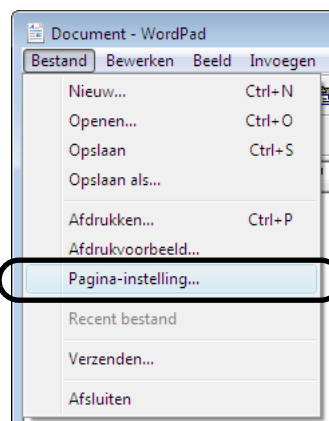 Document - WordPad
Bestand Bewerken Beeld Invoegen
Nieuw... Ctrl+N
Openen... Ctrl+O
Opslaan Ctrl+S
Opslaan als...
Afdrukken... Ctrl+P
Afdrukvoorbeeld...
Pagina-instelling...
Recent bestand
Verzenden...
Afsluiten